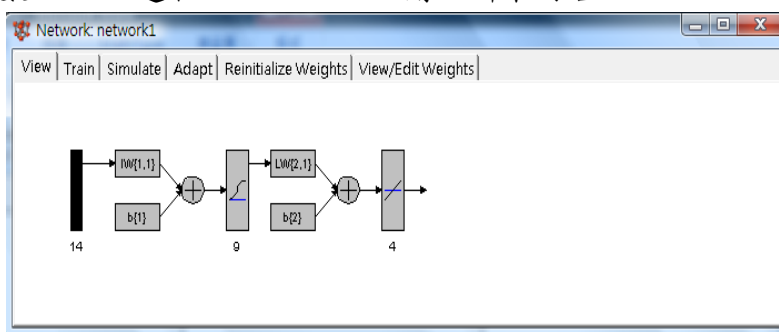 Network: network1
View Train Simulate Adapt Reinitialize Weights View/Edit Weights
IW{1,1} LW{2,1}
b{1} b{2}
14 9 4